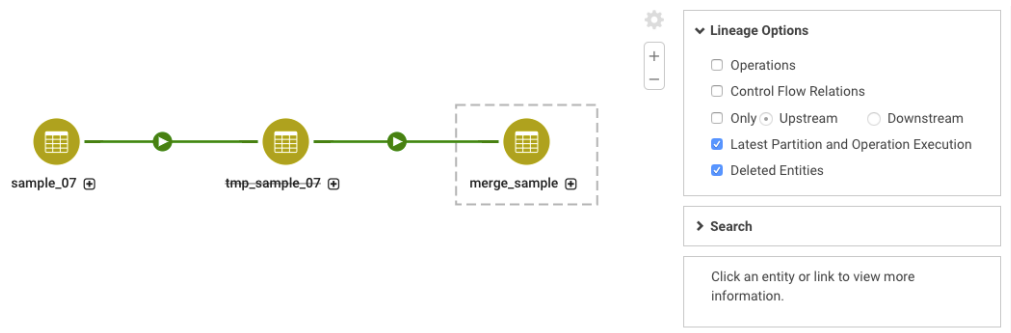 sample_07
tmp_sample_07
merge_sample
Lineage Options
Operations
Control Flow Relations
Only Upstream Downstream
Latest Partition and Operation Execution
Deleted Entities
Search
Click an entity or link to view more
information.